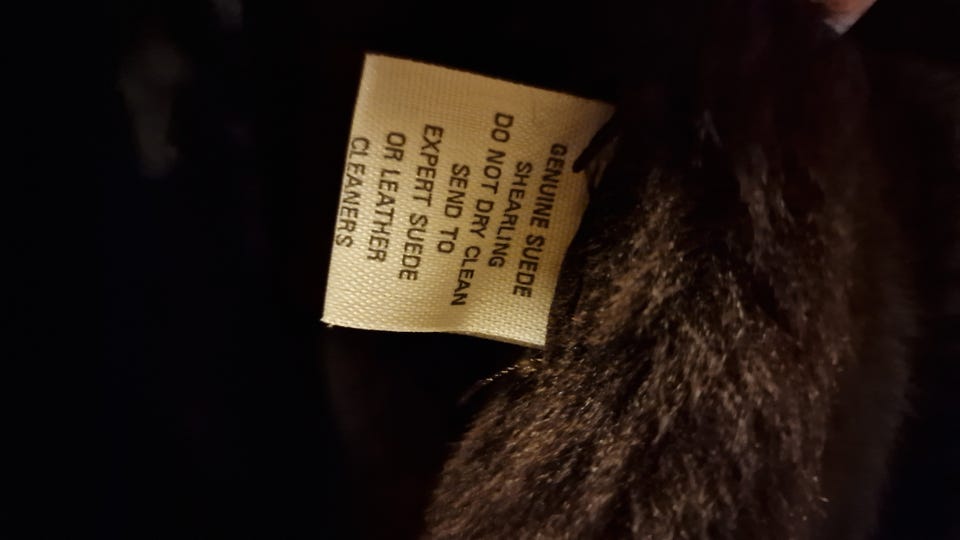 GENUINE SUEDE
SHEARLING
DO NOT DRY CLEAN
SEND TO
EXPERT SUEDE
OR LEATHER
CLEANERS